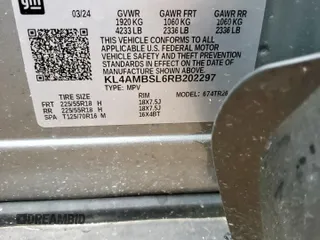 gm
03/24 GVWR GAWR FRT GAWR RR
1920 KG 1060 KG 1060 KG
4233 LB 2336 LB 2336 LB
THIS VEHICLE CONFORMS TO ALL
APPLICABLE U.S. FEDERAL MOTOR
VEHICLE SAFETY, BUMPER, AND THEFT
PREVENTION STANDARDS IN EFFECT ON
THE DATE OF MANUFACTURE SHOWN ABOVE.
KL4AMBSL6RB202297
TYPE: MPV
TIRE SIZE RIM MODEL: 674TR26
FRT 225/55R18 H 18X7.5J
RR 225/55R18 H 18X7.5J
SPA T125/70R16 M 16X4BT
DREAMBID